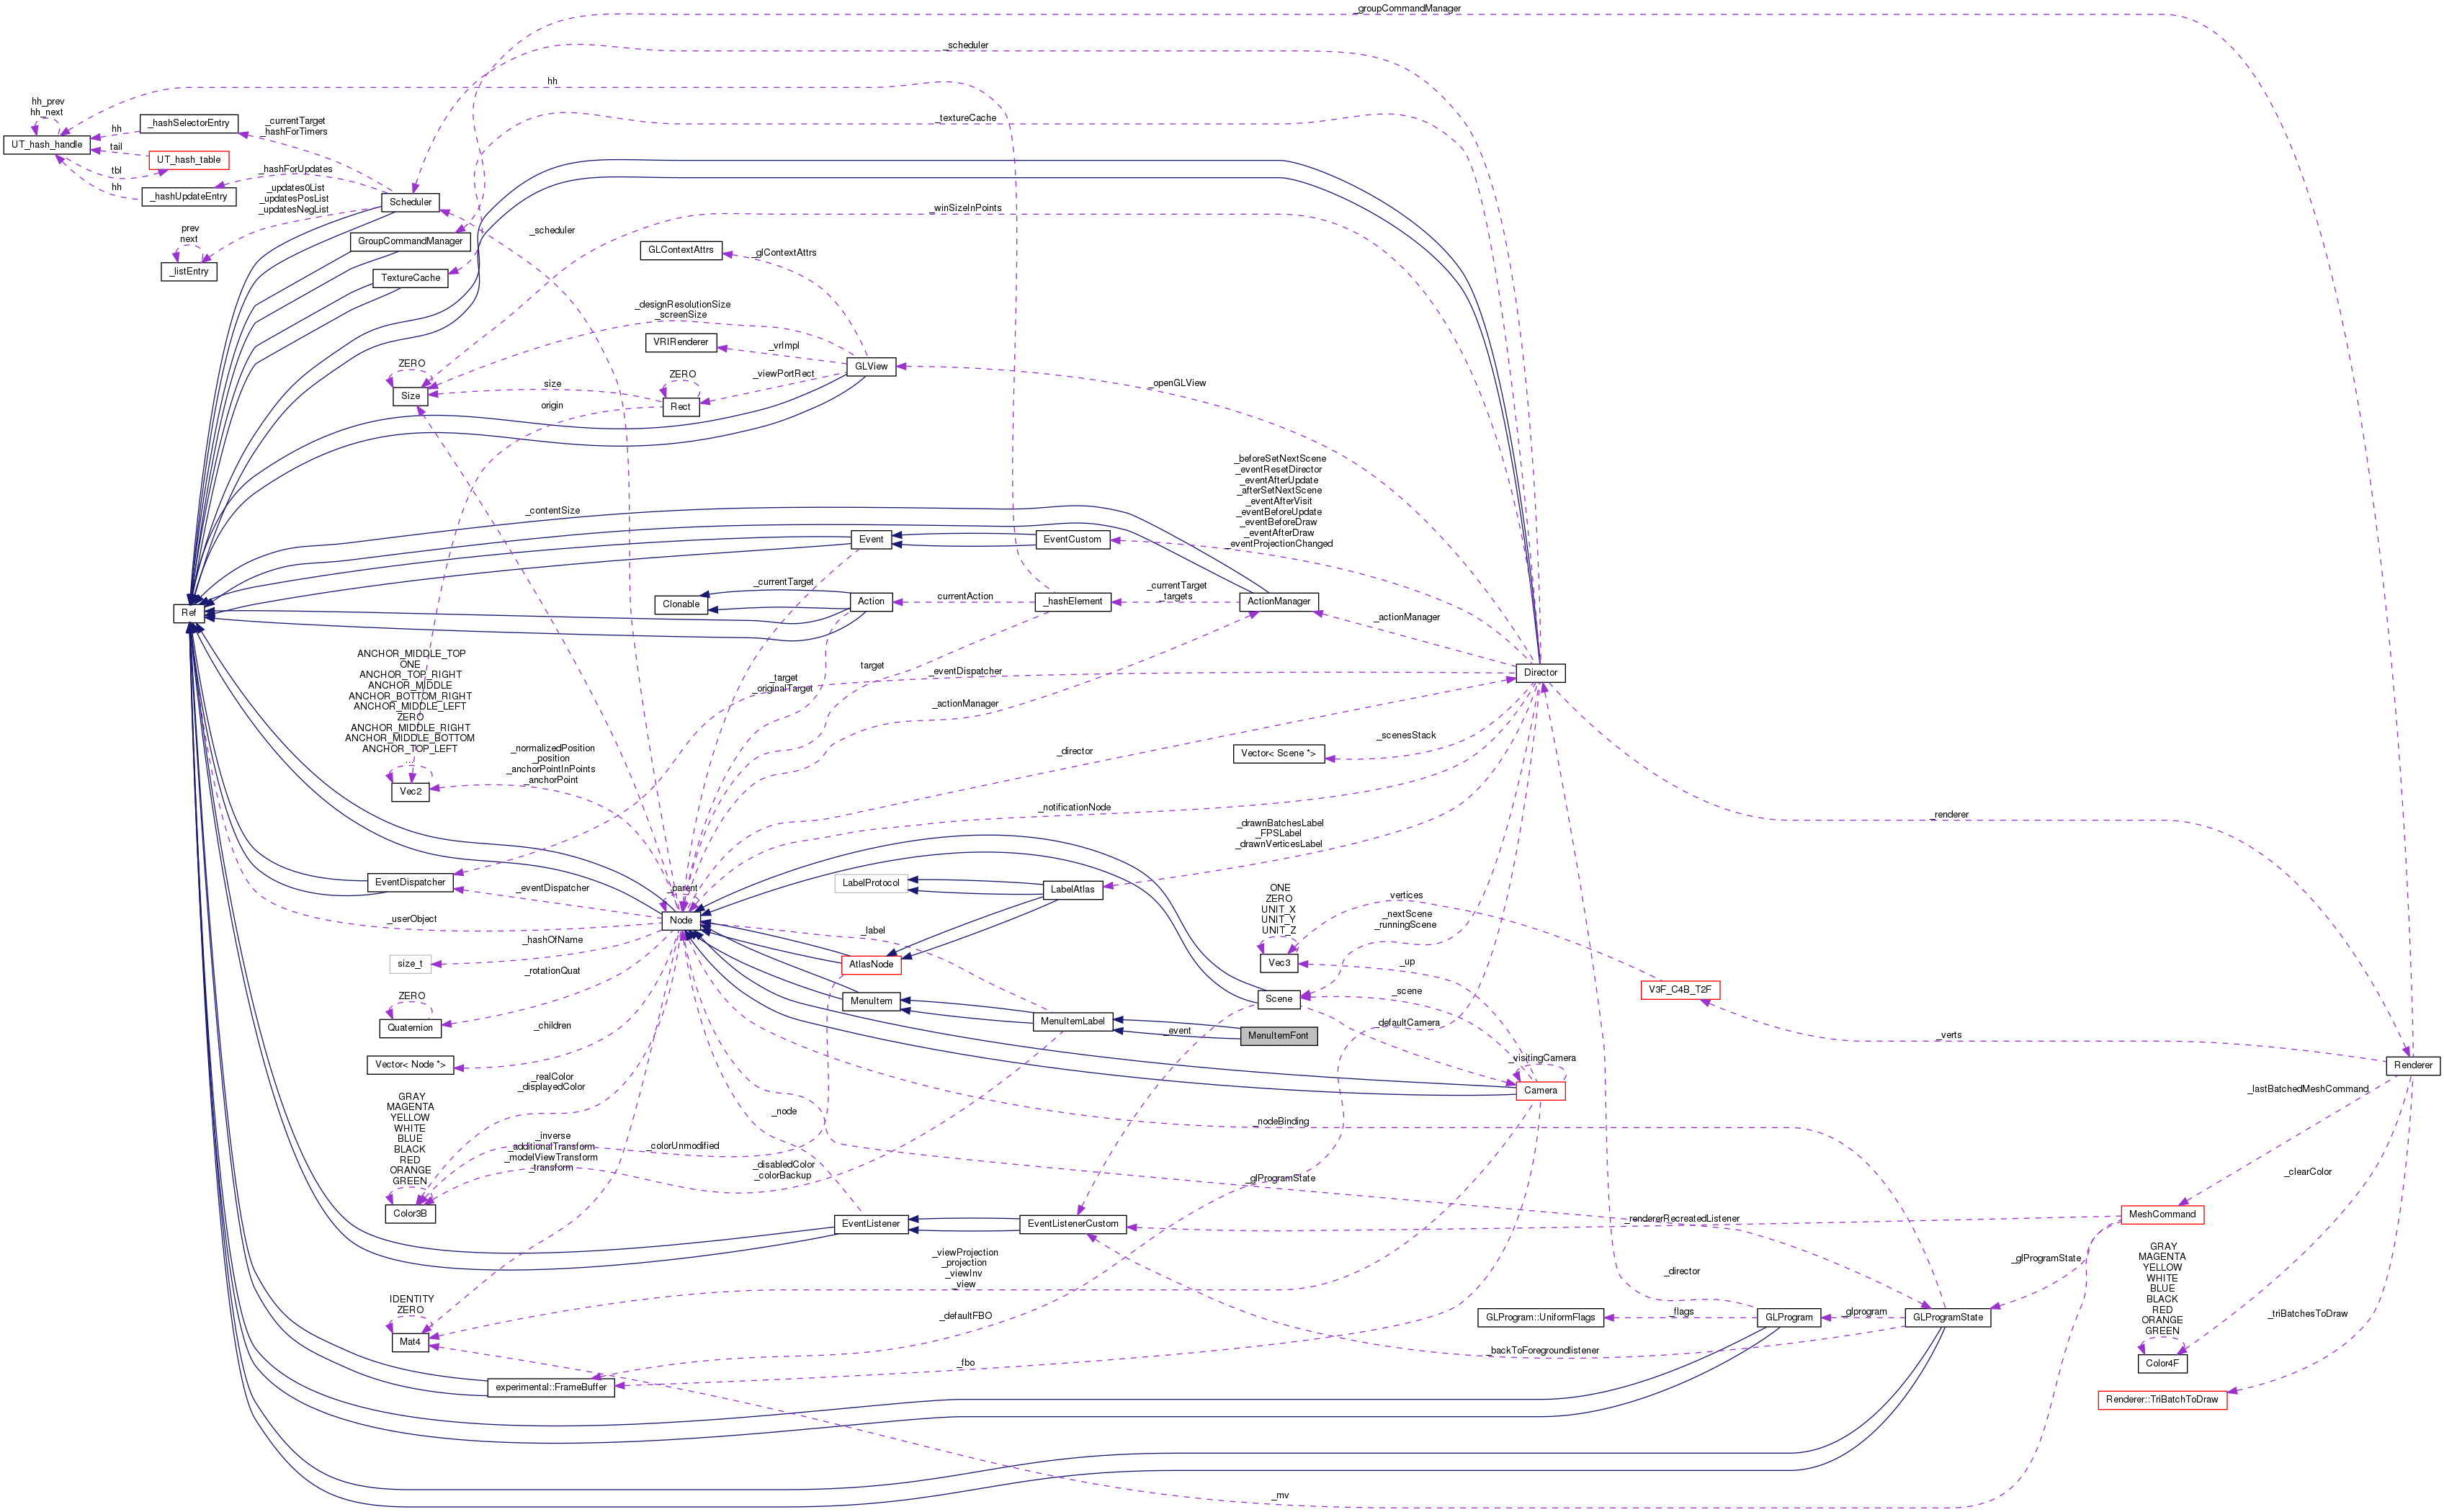 _groupCommandManager
_scheduler
hh
hh_prev
hh_next
_hashSelectorEntry
_currentTarget
_hashForTimers
_textureCache
hh
UT_hash_handle
tail
UT_hash_table
tbl
_hashForUpdates
hh
_hashUpdateEntry
_updates0List
_updatesPosList
_updatesNegList
Scheduler
_winSizeInPoints
prev
next
_scheduler
GroupCommandManager
GLContextAttrs
_glContextAttrs
_listEntry
TextureCache
_designResolutionSize
_screenSize
VRIRenderer
_vrImpl
ZERO
GLView
ZERO
_viewPortRect
size
_openGLView
Size
origin
Rect
_beforeSetNextScene
_eventResetDirector
_eventAfterUpdate
_afterSetNextScene
_eventAfterVisit
_eventBeforeUpdate
_eventBeforeDraw
_eventAfterDraw
_eventProjectionChanged
_contentSize
Event
EventCustom
_currentTarget
_currentTarget
_targets
Clonable
Action
currentAction
_hashElement
ActionManager
Ref
_actionManager
ANCHOR_MIDDLE_TOP
ONE
ANCHOR_TOP_RIGHT
ANCHOR_MIDDLE
ANCHOR_BOTTOM_RIGHT
ANCHOR_MIDDLE_LEFT
ZERO
ANCHOR_MIDDLE_RIGHT
ANCHOR_MIDDLE_BOTTOM
ANCHOR_TOP_LEFT
...
target
_eventDispatcher
Director
_target
_originalTarget
_actionManager
_scenesStack
_normalizedPosition
_position
_anchorPointInPoints
_anchorPoint
_director
Vector< Scene *>
Vec2
_notificationNode
_renderer
_drawnBatchesLabel
_FPSLabel
_drawnVerticesLabel
EventDispatcher
_eventDispatcher
_parent
LabelProtocol
LabelAtlas
ONE
ZERO
UNIT_X
UNIT_Y
UNIT_Z
vertices
_userObject
Node
_label
_nextScene
_runningScene
_hashOfName
size_t
_rotationQuat
AtlasNode
Vec3
_up
ZERO
MenuItem
Scene
_scene
V3F_C4B_T2F
Quaternion
_children
MenuItemLabel
_event
MenuItemFont
_defaultCamera
_verts
Vector< Node *>
_visitingCamera
Renderer
_realColor
_displayedColor
Camera
_lastBatchedMeshCommand
GRAY
MAGENTA
YELLOW
WHITE
BLUE
BLACK
RED
ORANGE
GREEN
_node
_nodeBinding
_inverse
_additionalTransform
_modelViewTransform
_transform
_colorUnmodified
_disabledColor
_colorBackup
_glProgramState
_clearColor
Color3B
EventListener
EventListenerCustom
_rendererRecreatedListener
MeshCommand
_viewProjection
_projection
_viewInv
_view
_glProgramState
GRAY
MAGENTA
YELLOW
WHITE
BLUE
BLACK
RED
ORANGE
GREEN
_director
IDENTITY
ZERO
_defaultFBO
GLProgram::UniformFlags
_flags
GLProgram
_glprogram
GLProgramState
_triBatchesToDraw
Mat4
_backToForegroundlistener
_fbo
Color4F
experimental::FrameBuffer
Renderer::TriBatchToDraw
_mv